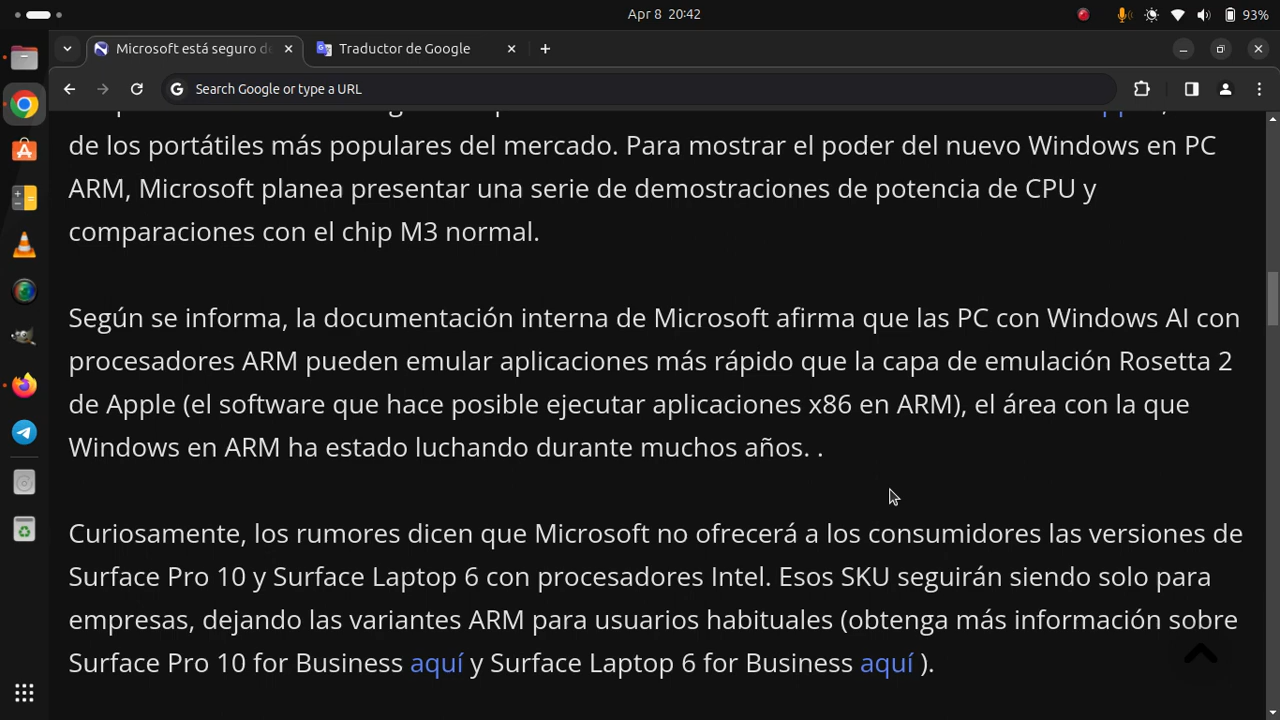 Apr 8 20:42
93%
Microsoft está seguro de
Traductor de Google
Search Google or type a URL
de los portátiles más populares del mercado. Para mostrar el poder del nuevo Windows en PC
ARM, Microsoft planea presentar una serie de demostraciones de potencia de CPU y
comparaciones con el chip M3 normal.
Según se informa, la documentación interna de Microsoft afirma que las PC con Windows AI con
procesadores ARM pueden emular aplicaciones más rápido que la capa de emulación Rosetta 2
de Apple (el software que hace posible ejecutar aplicaciones x86 en ARM), el área con la que
Windows en ARM ha estado luchando durante muchos años. .
Curiosamente, los rumores dicen que Microsoft no ofrecerá a los consumidores las versiones de
Surface Pro 10 y Surface Laptop 6 con procesadores Intel. Esos SKU seguirán siendo solo para
empresas, dejando las variantes ARM para usuarios habituales (obtenga más información sobre
Surface Pro 10 for Business aquí y Surface Laptop 6 for Business aquí ).